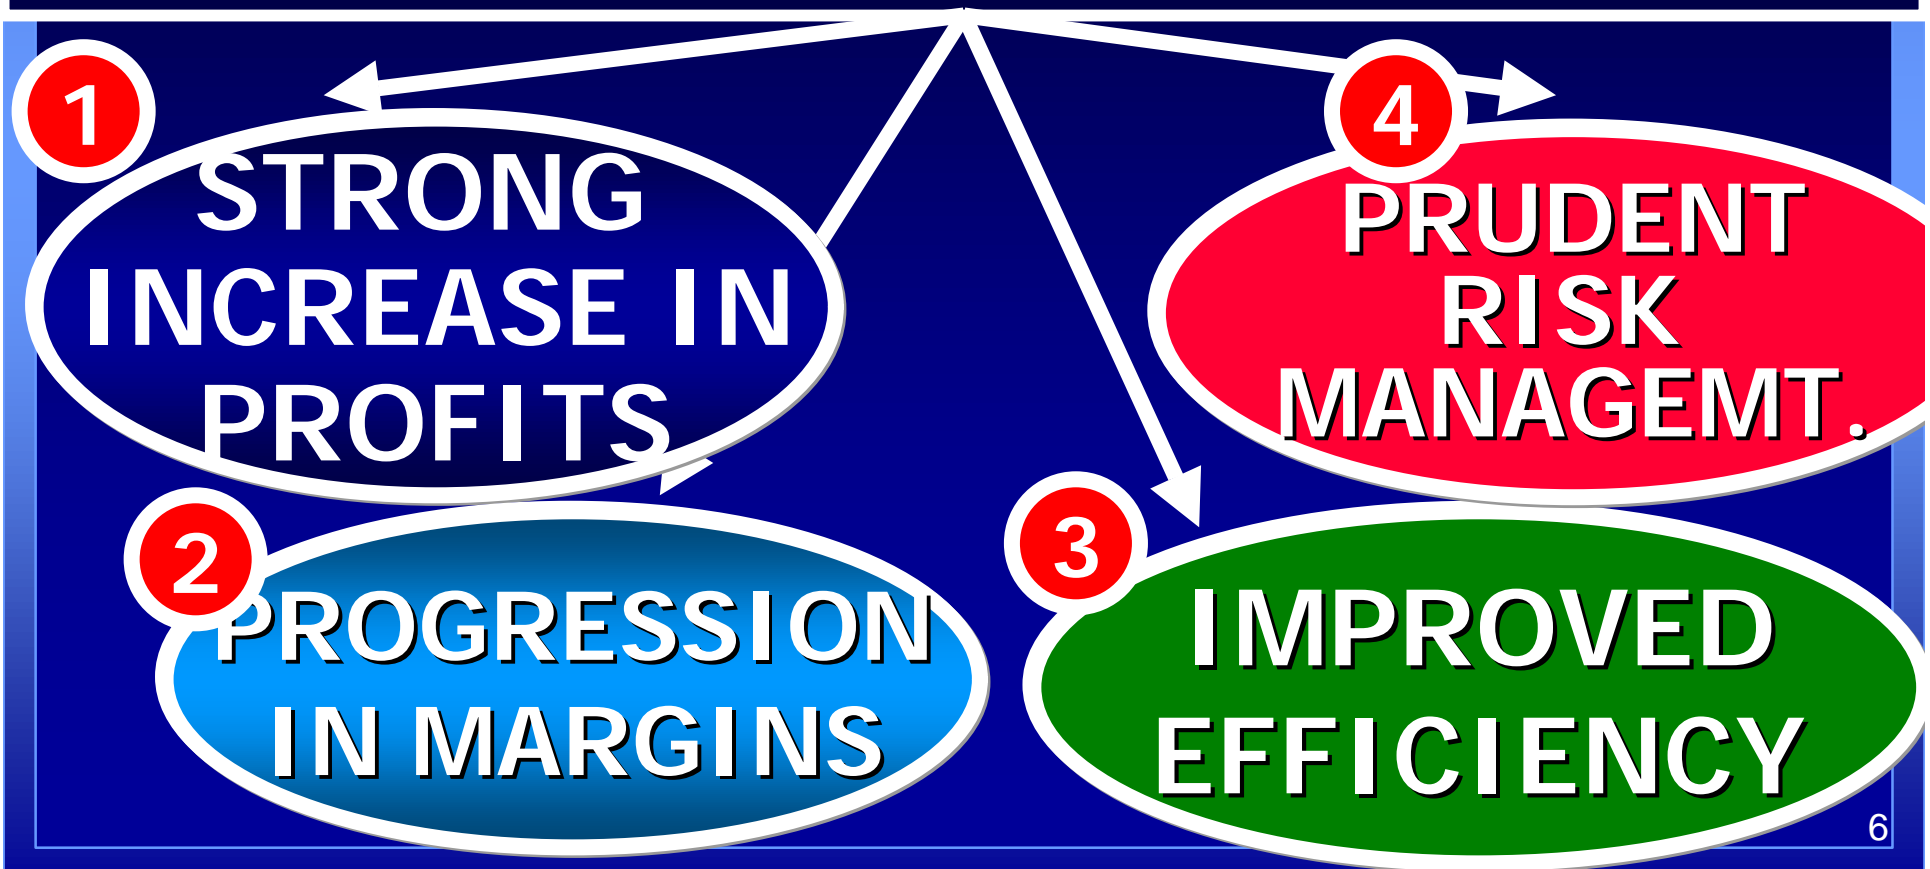 1
STRONG
INCREASE IN
PROFITS
2
PROGRESSION
IN MARGINS
3
IMPROVED
EFFICIENCY
4
PRUDENT
RISK
MANAGEMT.
6